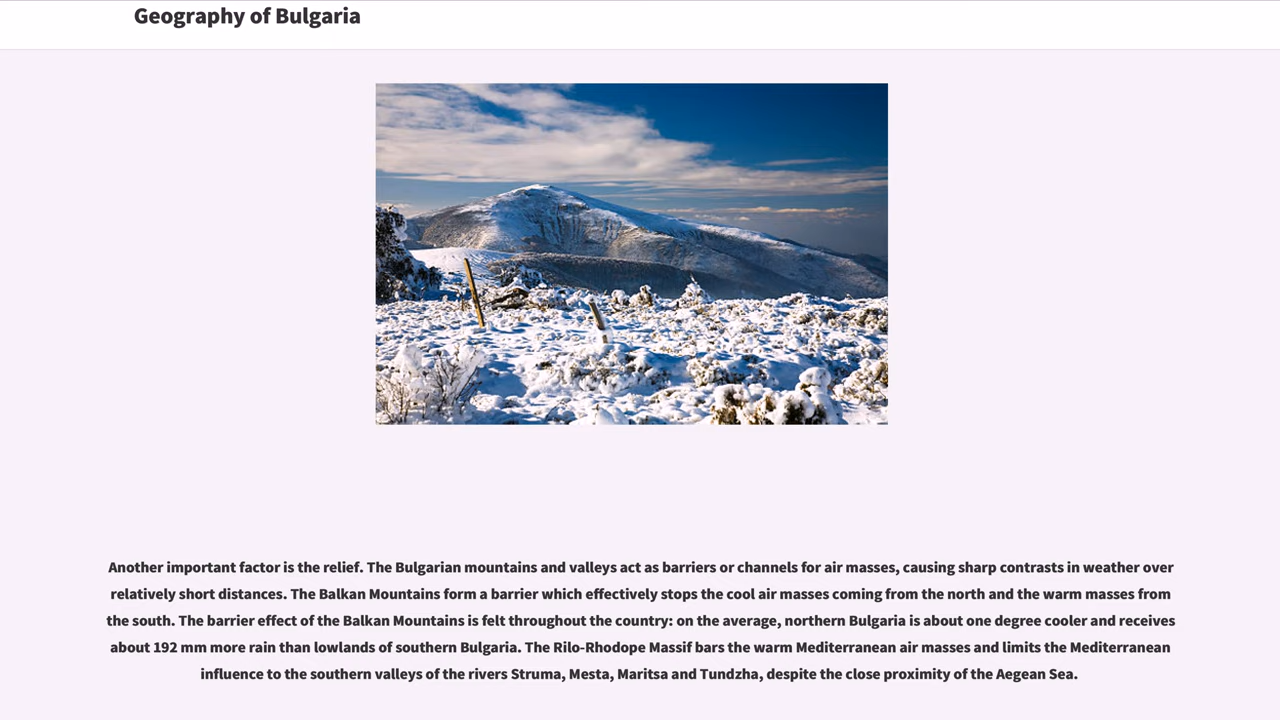 Geography of Bulgaria
Another important factor is the relief. The Bulgarian mountains and valleys act as barriers or channels for air masses, causing sharp contrasts in weather over
relatively short distances. The Balkan Mountains form a barrier which effectively stops the cool air masses coming from the north and the warm masses from
the south. The barrier effect of the Balkan Mountains is felt throughout the country: on the average, northern Bulgaria is about one degree cooler and receives
about 192 mm more rain than lowlands of southern Bulgaria. The Rilo-Rhodope Massif bars the warm Mediterranean air masses and limits the Mediterranean
influence to the southern valleys of the rivers Struma, Mesta, Maritsa and Tundzha, despite the close proximity of the Aegean Sea.